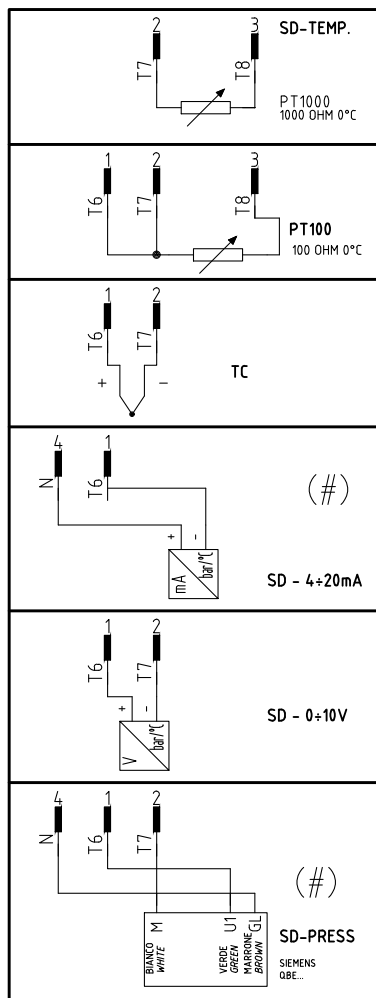 2 3 SD-TEMP.
T7 T8
PT1000
1000 OHM 0°C
1 2 3
T6 T7 T8
PT100
100 OHM 0°C
1 2
T6 T7
+ -
TC
4 1
N T6
(#)
+ -
mA bar/°C
SD - 4÷20mA
1 2
T6 T7
+ -
V bar/°C
SD - 0÷10V
4 1 2
N T6 T7
(#)
M U1 GL
BIANCO VERDE MARRONE
WHITE GREEN BROWN
SD-PRESS
SIEMENS
QBE...